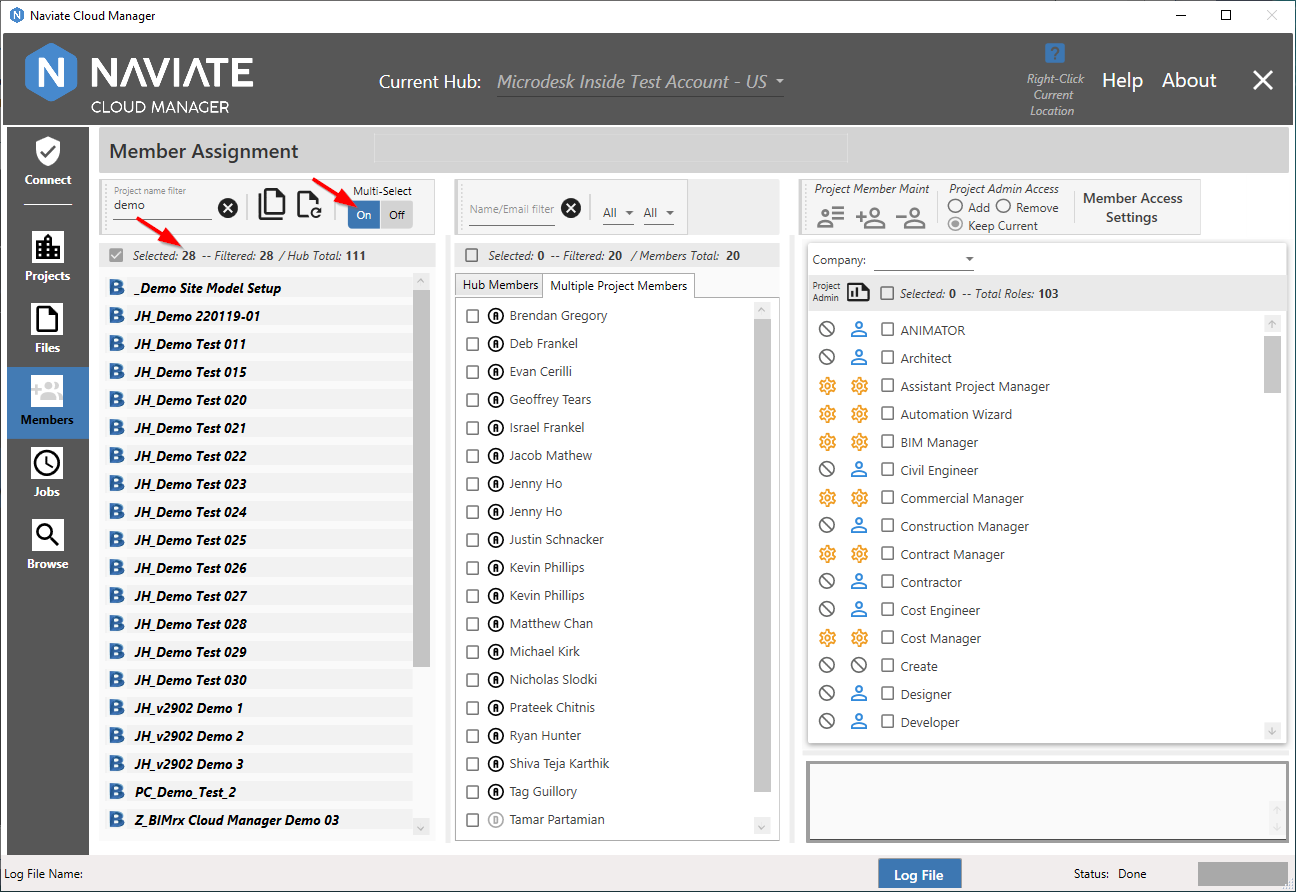 Naviate Cloud Manager
NAVIATE
CLOUD MANAGER
Current Hub: Microdesk Inside Test Account - US
?
Right-Click
Current
Location
Help About
Connect
Projects
Files
Members
Jobs
Browse
Member Assignment
Project name filter
demo
Multi-Select
On Off
Selected: 28 -- Filtered: 28 / Hub Total: 111
_Demo Site Model Setup
JH_Demo 220119-01
JH_Demo Test 011
JH_Demo Test 015
JH_Demo Test 020
JH_Demo Test 021
JH_Demo Test 022
JH_Demo Test 023
JH_Demo Test 024
JH_Demo Test 025
JH_Demo Test 026
JH_Demo Test 027
JH_Demo Test 028
JH_Demo Test 029
JH_Demo Test 030
JH_v2902 Demo 1
JH_v2902 Demo 2
JH_v2902 Demo 3
PC_Demo_Test_2
Z_BIMrx Cloud Manager Demo 03
Name/Email filter
All All
Selected: 0 -- Filtered: 20 / Members Total: 20
Hub Members Multiple Project Members
Brendan Gregory
Deb Frankel
Evan Cerilli
Geoffrey Tears
Israel Frankel
Jacob Mathew
Jenny Ho
Jenny Ho
Justin Schnacker
Kevin Phillips
Kevin Phillips
Matthew Chan
Michael Kirk
Nicholas Slodki
Prateek Chitnis
Ryan Hunter
Shiva Teja Karthik
Tag Guillory
Tamar Partamian
Project Member Maint
Project Admin Access
Add Remove
Keep Current
Member Access
Settings
Company:
Project
Admin
Selected: 0 -- Total Roles: 103
ANIMATOR
Architect
Assistant Project Manager
Automation Wizard
BIM Manager
Civil Engineer
Commercial Manager
Construction Manager
Contract Manager
Contractor
Cost Engineer
Cost Manager
Create
Designer
Developer
Log File Name:
Log File
Status: Done